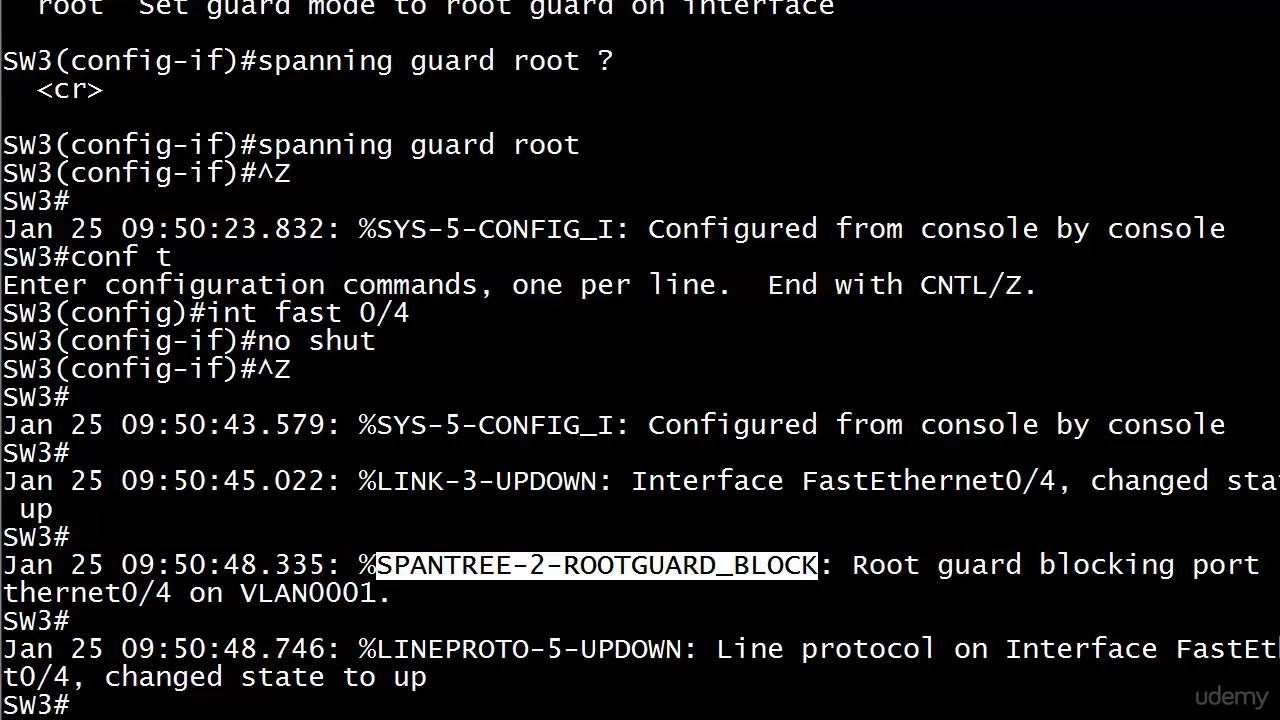 root  Set guard mode to root guard on interface
SW3(config-if)#spanning guard root ?
<cr>
SW3(config-if)#spanning guard root
SW3(config-if)#^Z
SW3#
Jan 25 09:50:23.832: %SYS-5-CONFIG_I: Configured from console by console
SW3#conf t
Enter configuration commands, one per line.  End with CNTL/Z.
SW3(config)#int fast 0/4
SW3(config-if)#no shut
SW3(config-if)#^Z
SW3#
Jan 25 09:50:43.579: %SYS-5-CONFIG_I: Configured from console by console
SW3#
Jan 25 09:50:45.022: %LINK-3-UPDOWN: Interface FastEthernet0/4, changed sta
up
SW3#
Jan 25 09:50:48.335: %SPANTREE-2-ROOTGUARD_BLOCK: Root guard blocking port
thernet0/4 on VLAN0001.
SW3#
Jan 25 09:50:48.746: %LINEPROTO-5-UPDOWN: Line protocol on Interface FastEt
t0/4, changed state to up
SW3#
udemy